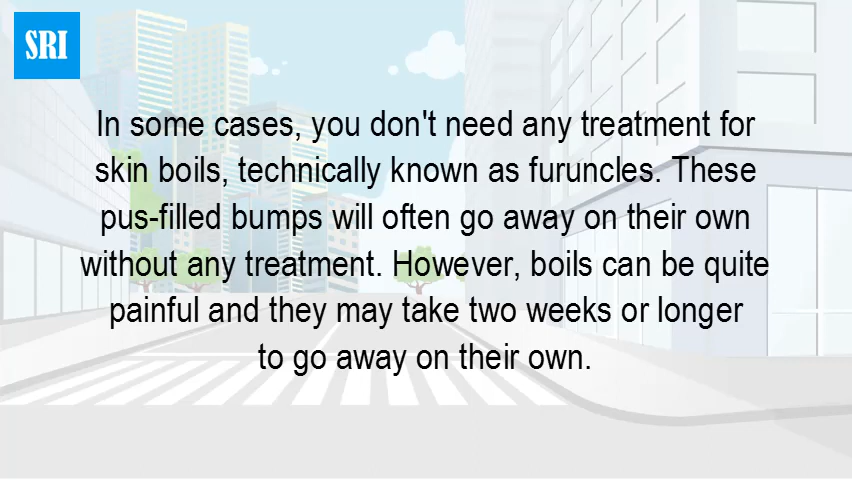 SRI
In some cases, you don't need any treatment for
skin boils, technically known as furuncles. These
pus-filled bumps will often go away on their own
without any treatment. However, boils can be quite
painful and they may take two weeks or longer
to go away on their own.